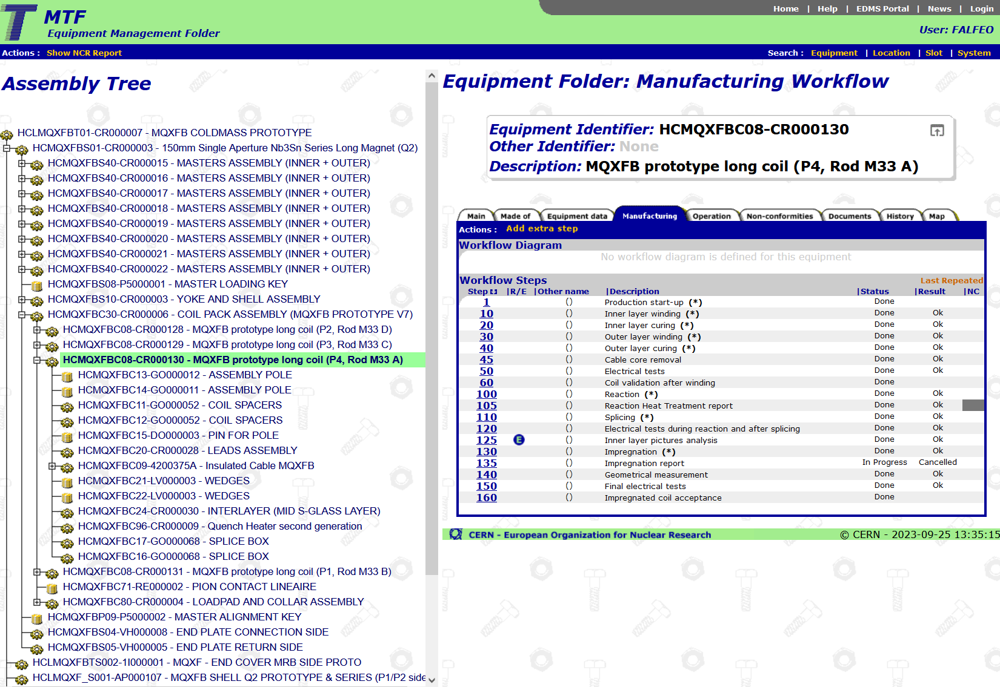 MTF
Equipment Management Folder
Home | Help | EDMS Portal | News | Login
User: FALFEO
Actions : Show NCR Report
Search : Equipment | Location | Slot | System
Assembly Tree
HCLMQXFBT01-CR000007 - MQXFB COLDMASS PROTOTYPE
HCMQXFBS01-CR000003 - 150mm Single Aperture Nb3Sn Series Long Magnet (Q2)
HCMQXFBS40-CR000015 - MASTERS ASSEMBLY (INNER + OUTER)
HCMQXFBS40-CR000016 - MASTERS ASSEMBLY (INNER + OUTER)
HCMQXFBS40-CR000017 - MASTERS ASSEMBLY (INNER + OUTER)
HCMQXFBS40-CR000018 - MASTERS ASSEMBLY (INNER + OUTER)
HCMQXFBS40-CR000019 - MASTERS ASSEMBLY (INNER + OUTER)
HCMQXFBS40-CR000020 - MASTERS ASSEMBLY (INNER + OUTER)
HCMQXFBS40-CR000021 - MASTERS ASSEMBLY (INNER + OUTER)
HCMQXFBS40-CR000022 - MASTERS ASSEMBLY (INNER + OUTER)
HCMQXFBS08-P5000001 - MASTER LOADING KEY
HCMQXFBS10-CR000003 - YOKE AND SHELL ASSEMBLY
HCMQXFBC30-CR000006 - COIL PACK ASSEMBLY (MQXFB PROTOTYPE V7)
HCMQXFBC08-CR000128 - MQXFB prototype long coil (P2, Rod M33 D)
HCMQXFBC08-CR000129 - MQXFB prototype long coil (P3, Rod M33 C)
HCMQXFBC08-CR000130 - MQXFB prototype long coil (P4, Rod M33 A)
HCMQXFBC13-GO000012 - ASSEMBLY POLE
HCMQXFBC14-GO000011 - ASSEMBLY POLE
HCMQXFBC11-GO000052 - COIL SPACERS
HCMQXFBC12-GO000052 - COIL SPACERS
HCMQXFBC15-DO000003 - PIN FOR POLE
HCMQXFBC20-CR000028 - LEADS ASSEMBLY
HCMQXFBC09-4200375A - Insulated Cable MQXFB
HCMQXFBC21-LV000003 - WEDGES
HCMQXFBC22-LV000003 - WEDGES
HCMQXFBC24-CR000030 - INTERLAYER (MID S-GLASS LAYER)
HCMQXFBC96-CR000009 - Quench Heater second generation
HCMQXFBC17-GO000068 - SPLICE BOX
HCMQXFBC16-GO000068 - SPLICE BOX
HCMQXFBC08-CR000131 - MQXFB prototype long coil (P1, Rod M33 B)
HCMQXFBC71-RE000002 - PION CONTACT LINEAIRE
HCMQXFBC80-CR000004 - LOADPAD AND COLLAR ASSEMBLY
HCMQXFBP09-P5000002 - MASTER ALIGNMENT KEY
HCMQXFBS04-VH000008 - END PLATE CONNECTION SIDE
HCMQXFBS05-VH000005 - END PLATE RETURN SIDE
HCLMQXFBTS002-1I000001 - MQXF - END COVER MRB SIDE PROTO
HCLMQXF_S001-AP000107 - MQXFB SHELL Q2 PROTOTYPE & SERIES (P1/P2 side
Equipment Folder: Manufacturing Workflow
Equipment Identifier: HCMQXFBC08-CR000130
Other Identifier: None
Description: MQXFB prototype long coil (P4, Rod M33 A)
Main Made of Equipment data Manufacturing Operation Non-conformities Documents History Map
Actions : Add extra step
Workflow Diagram
No workflow diagram is defined for this equipment
Workflow Steps Last Repeated
Step |R/E |Other name |Description |Status |Result |NC
1 () Production start-up (*) Done
10 () Inner layer winding (*) Done Ok
20 () Inner layer curing (*) Done Ok
30 () Outer layer winding (*) Done Ok
40 () Outer layer curing (*) Done Ok
45 () Cable core removal Done Ok
50 () Electrical tests Done Ok
60 () Coil validation after winding Done
100 () Reaction (*) Done Ok
105 () Reaction Heat Treatment report Done Ok
110 () Splicing (*) Done Ok
120 () Electrical tests during reaction and after splicing Done Ok
125 E () Inner layer pictures analysis Done Ok
130 () Impregnation (*) Done Ok
135 () Impregnation report In Progress Cancelled
140 () Geometrical measurement Done Ok
150 () Final electrical tests Done Ok
160 () Impregnated coil acceptance Done
CERN - European Organization for Nuclear Research
© CERN - 2023-09-25 13:35:15